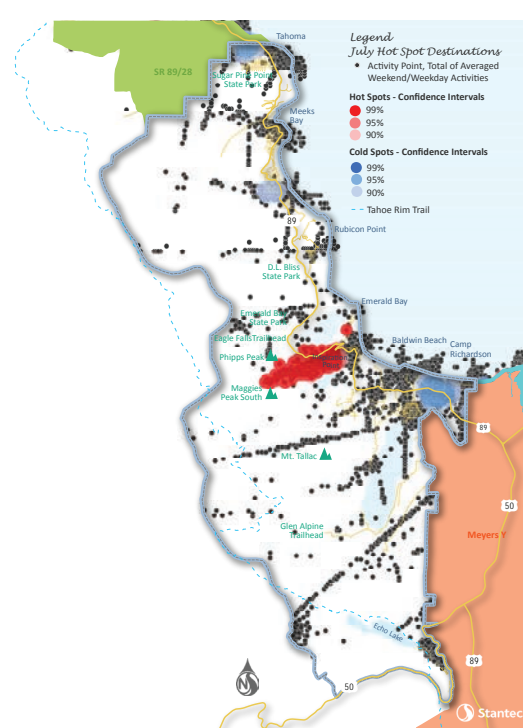 Legend
July Hot Spot Destinations
Activity Point, Total of Averaged
Weekend/Weekday Activities
Hot Spots - Confidence Intervals
99%
95%
90%
Cold Spots - Confidence Intervals
99%
95%
90%
Tahoe Rim Trail
Tahoma
SR 89/28
Sugar Pine Point
State Park
Meeks
Bay
89
Rubicon Point
D.L. Bliss
State Park
Emerald Bay
Emerald Bay
State Park
Eagle FallsTrailhead
Baldwin Beach
Camp
Richardson
Phipps Peak
Maggies
Peak South
89
Mt. Tallac
50
Glen Alpine
Trailhead
Meyers
Echo Lake
89
50
N
Stantec